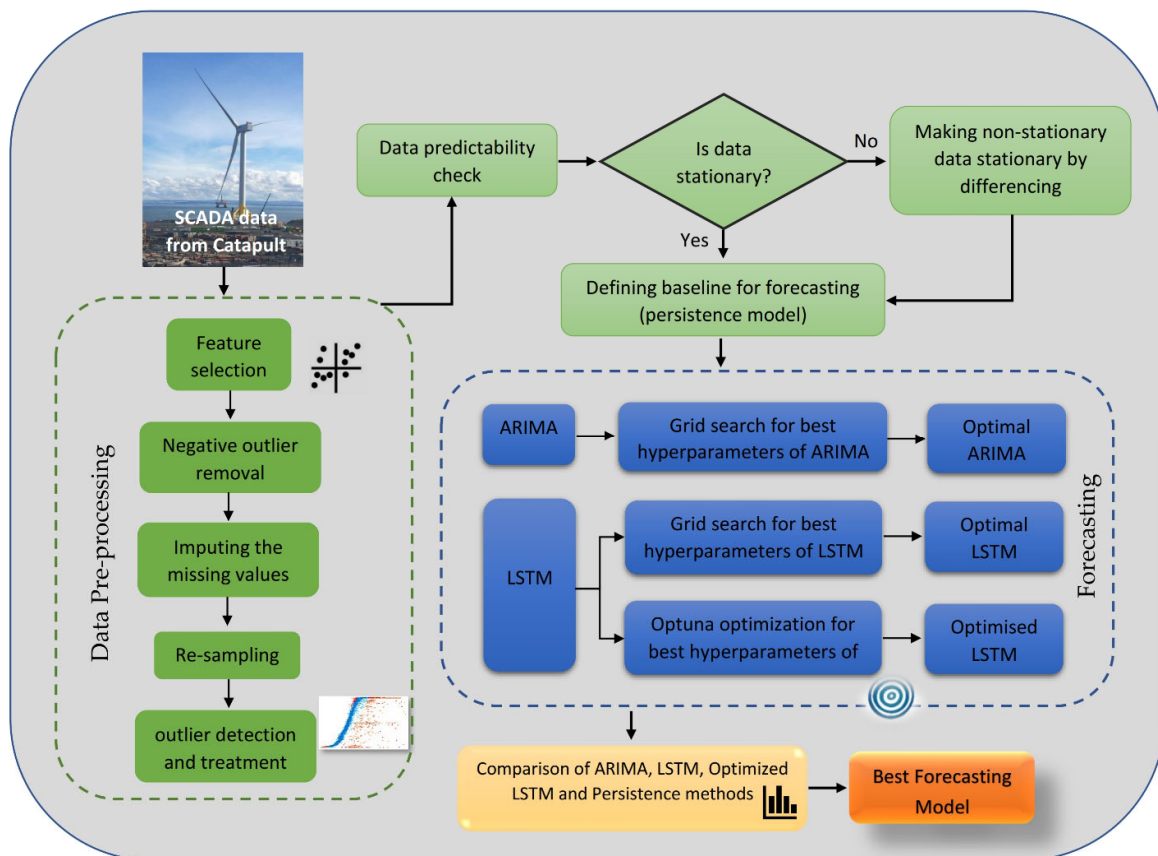 SCADA data
from Catapult
Data Pre-processing
Feature
selection
Negative outlier
removal
Imputing the
missing values
Re-sampling
outlier detection
and treatment
Data predictability
check
Is data
stationary?
No
Making non-stationary
data stationary by
differencing
Yes
Defining baseline for forecasting
(persistence model)
ARIMA
Grid search for best
hyperparameters of ARIMA
Optimal
ARIMA
LSTM
Grid search for best
hyperparameters of LSTM
Optimal
LSTM
Optuna optimization for
best hyperparameters of
Optimised
LSTM
Forecasting
Comparison of ARIMA, LSTM, Optimized
LSTM and Persistence methods
Best Forecasting
Model